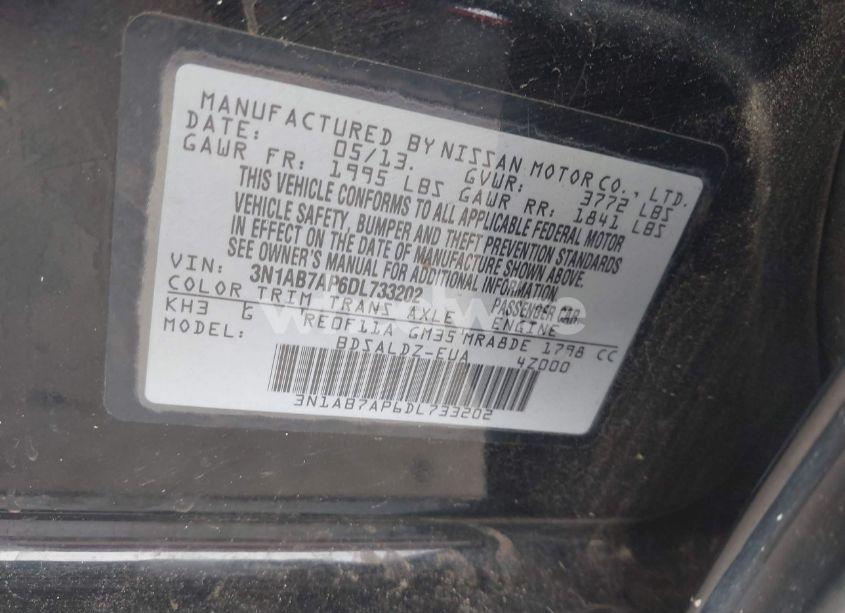 MANUFACTURED BY NISSAN MOTOR CO., LTD.
DATE: 05/13. GVWR: 3772 LBS
GAWR FR: 1995 LBS GAWR RR: 1841 LBS
THIS VEHICLE CONFORMS TO ALL APPLICABLE FEDERAL MOTOR
VEHICLE SAFETY, BUMPER AND THEFT PREVENTION STANDARDS
IN EFFECT ON THE DATE OF MANUFACTURE SHOWN ABOVE.
SEE OWNER'S MANUAL FOR ADDITIONAL INFORMATION.
VIN: 3N1AB7AP6DL733202 PASSENGER CAR
COLOR TRIM TRANS AXLE ENGINE
KH3 G RE0F11A GM35 MRA8DE 1798 CC
MODEL: BDSALDZ-EUA 4Z000
3N1AB7AP6DL733202